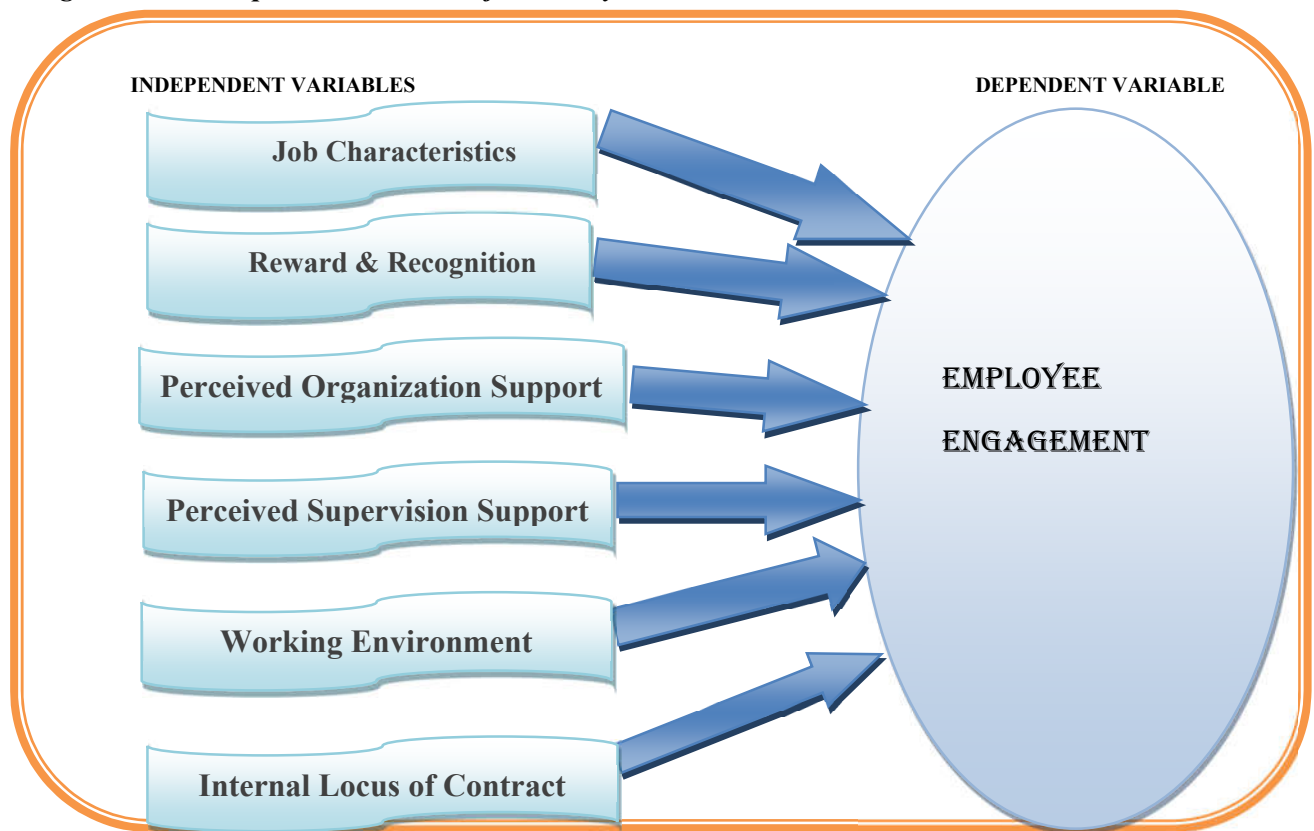 INDEPENDENT VARIABLES
DEPENDENT VARIABLE
Job Characteristics
Reward & Recognition
Perceived Organization Support
EMPLOYEE
ENGAGEMENT
Perceived Supervision Support
Working Environment
Internal Locus of Contract